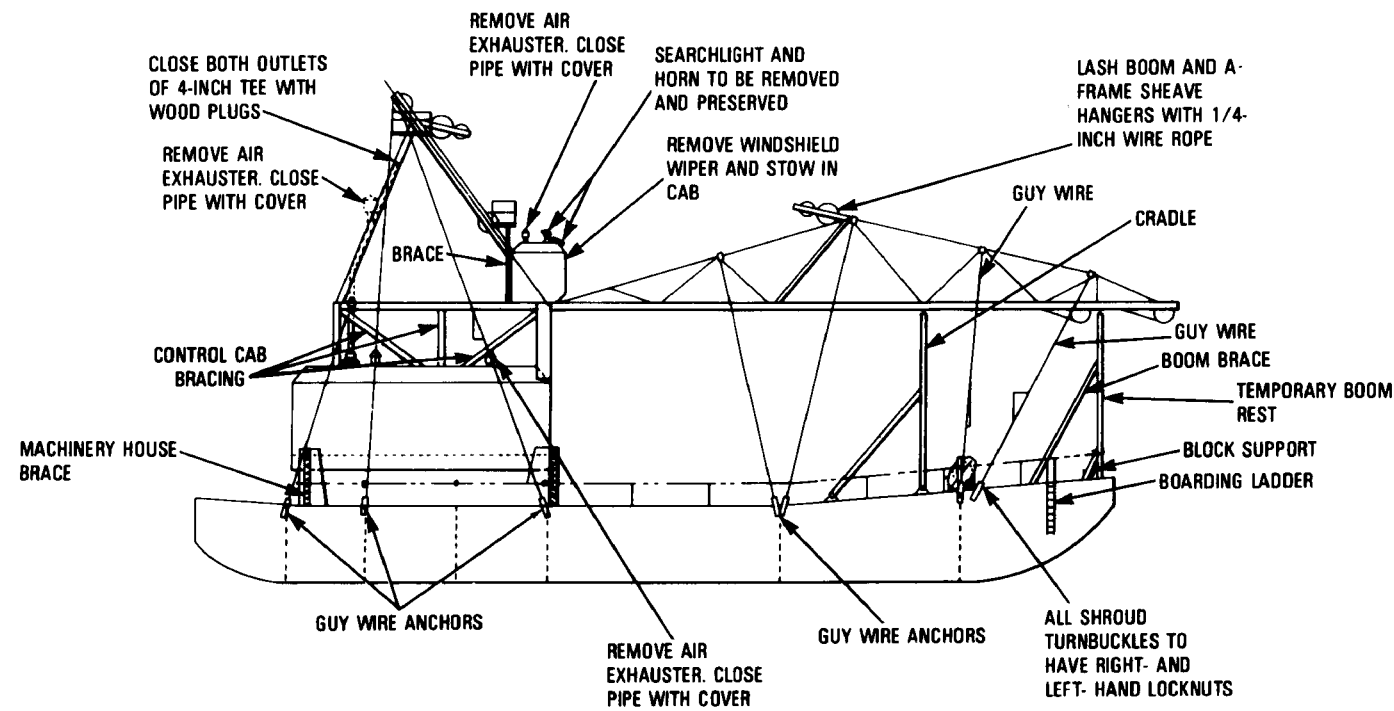 REMOVE AIR
EXHAUSTER. CLOSE
PIPE WITH COVER
CLOSE BOTH OUTLETS
OF 4-INCH TEE WITH
WOOD PLUGS
SEARCHLIGHT AND
HORN TO BE REMOVED
AND PRESERVED
LASH BOOM AND A-
FRAME SHEAVE
HANGERS WITH 1/4-
INCH WIRE ROPE
REMOVE AIR
EXHAUSTER. CLOSE
PIPE WITH COVER
REMOVE WINDSHIELD
WIPER AND STOW IN
CAB
GUY WIRE
CRADLE
BRACE
CONTROL CAB
BRACING
GUY WIRE
BOOM BRACE
TEMPORARY BOOM
REST
MACHINERY HOUSE
BRACE
BLOCK SUPPORT
BOARDING LADDER
GUY WIRE ANCHORS
REMOVE AIR
EXHAUSTER. CLOSE
PIPE WITH COVER
GUY WIRE ANCHORS
ALL SHROUD
TURNBUCKLES TO
HAVE RIGHT- AND
LEFT- HAND LOCKNUTS